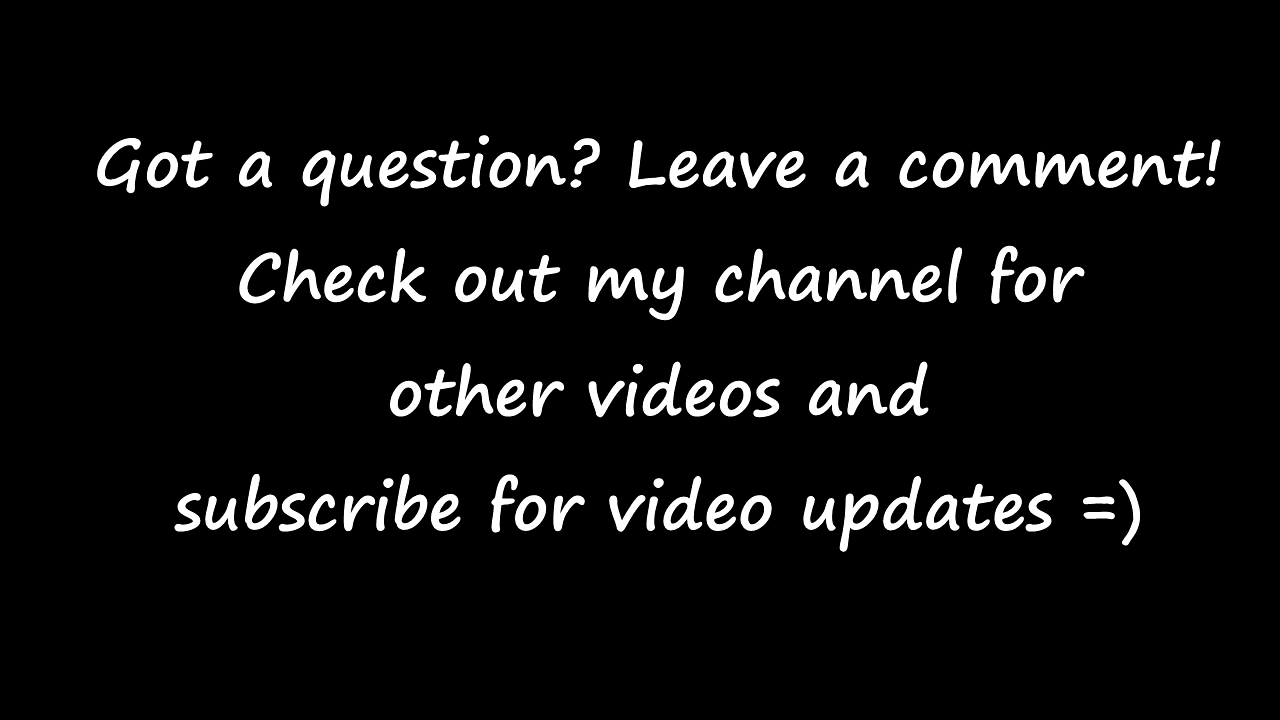 Got a question? Leave a comment!
Check out my channel for
other videos and
subscribe for video updates =)